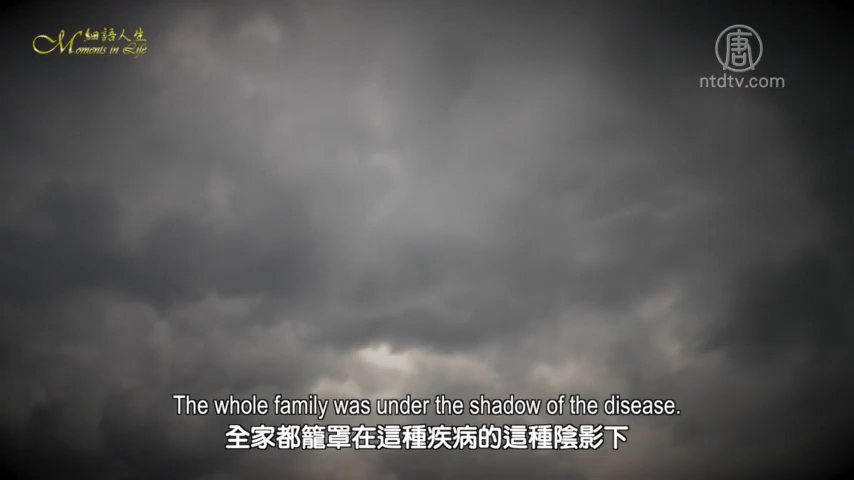 細語人生
Moments in Life
唐
ntdtv.com
The whole family was under the shadow of the disease.
全家都籠罩在這種疾病的這種陰影下